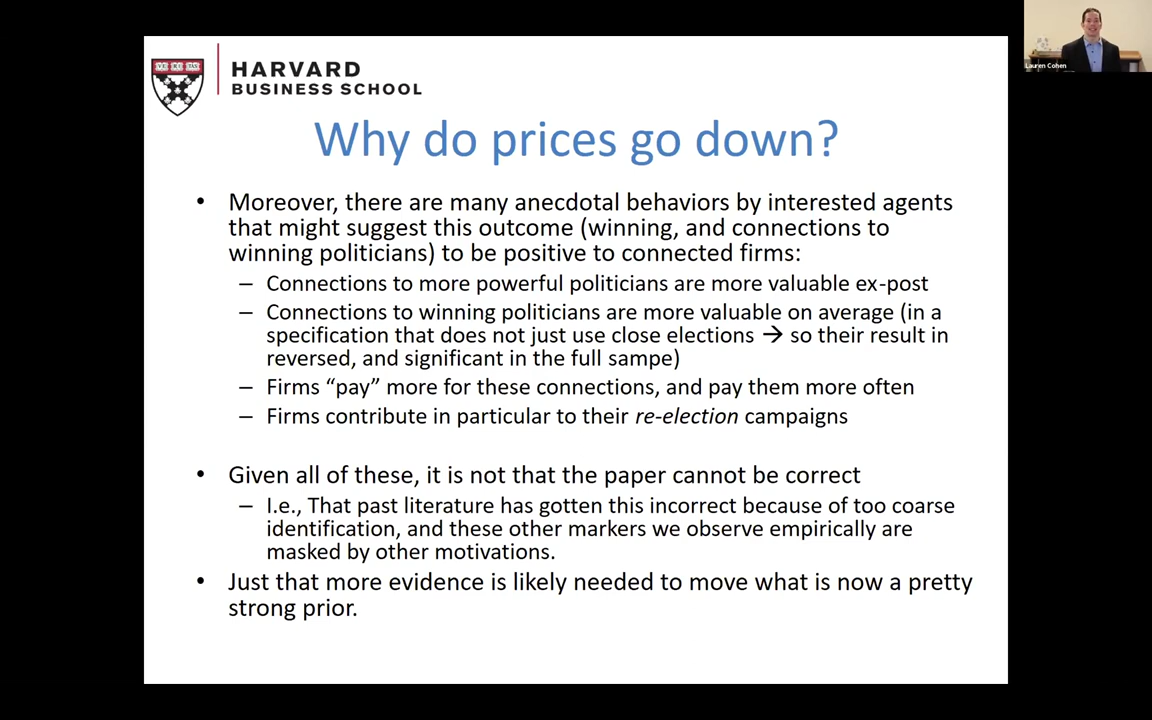 VE RI TAS
HARVARD
BUSINESS SCHOOL
Lauren Cohen
Why do prices go down?
• Moreover, there are many anecdotal behaviors by interested agents
that might suggest this outcome (winning, and connections to
winning politicians) to be positive to connected firms:
– Connections to more powerful politicians are more valuable ex-post
– Connections to winning politicians are more valuable on average (in a
specification that does not just use close elections → so their result in
reversed, and significant in the full sampe)
– Firms “pay” more for these connections, and pay them more often
– Firms contribute in particular to their re-election campaigns
• Given all of these, it is not that the paper cannot be correct
– I.e., That past literature has gotten this incorrect because of too coarse
identification, and these other markers we observe empirically are
masked by other motivations.
• Just that more evidence is likely needed to move what is now a pretty
strong prior.